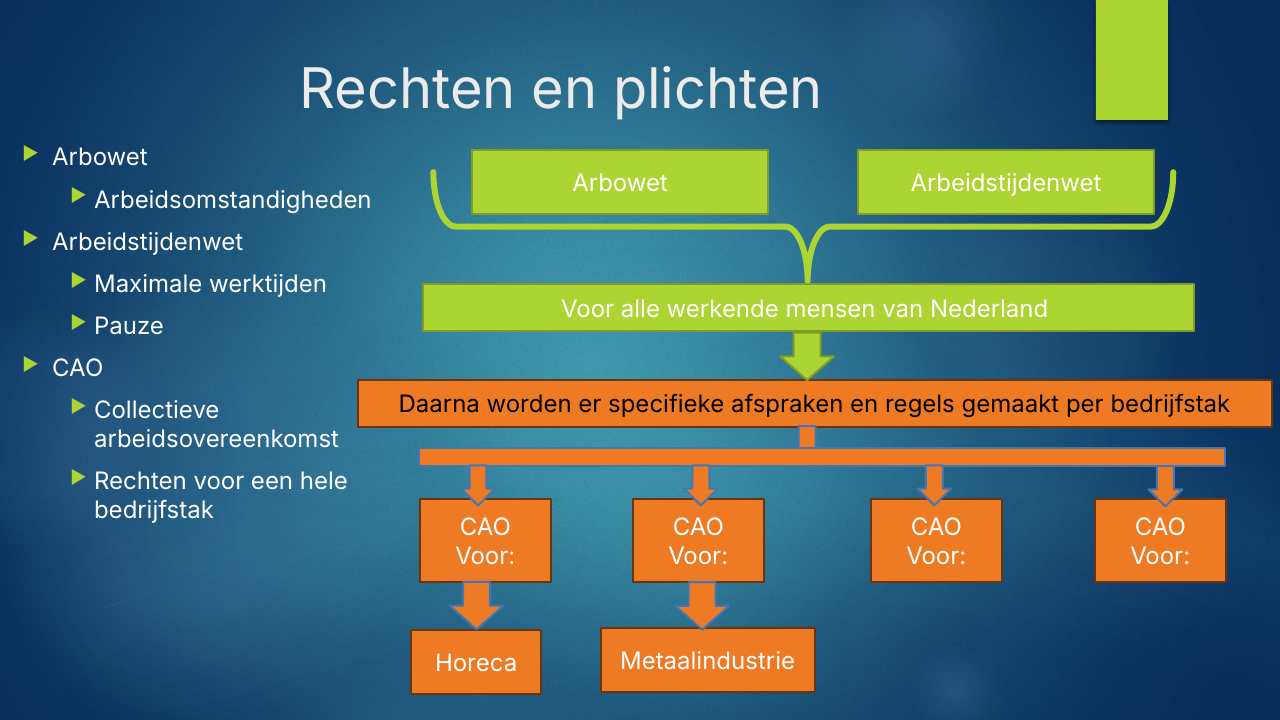 Rechten en plichten
Arbowet
Arbeidsomstandigheden
Arbeidstijdenwet
Maximale werktijden
Pauze
CAO
Collectieve
arbeidsovereenkomst
Rechten voor een hele
bedrijfstak
Arbowet
Arbeidstijdenwet
Voor alle werkende mensen van Nederland
Daarna worden er specifieke afspraken en regels gemaakt per bedrijfstak
CAO
Voor:
CAO
Voor:
CAO
Voor:
CAO
Voor:
Horeca
Metaalindustrie